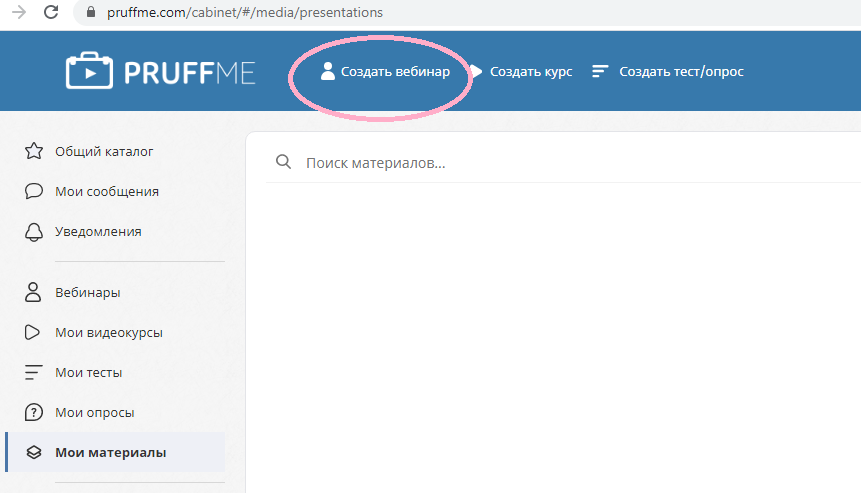 pruffme.com/cabinet/#/media/presentations
PRUFFME Создать вебинар Создать курс Создать тест/опрос
Общий каталог
Поиск материалов...
Мои сообщения
Уведомления
Вебинары
Мои видеокурсы
Мои тесты
Мои опросы
Мои материалы